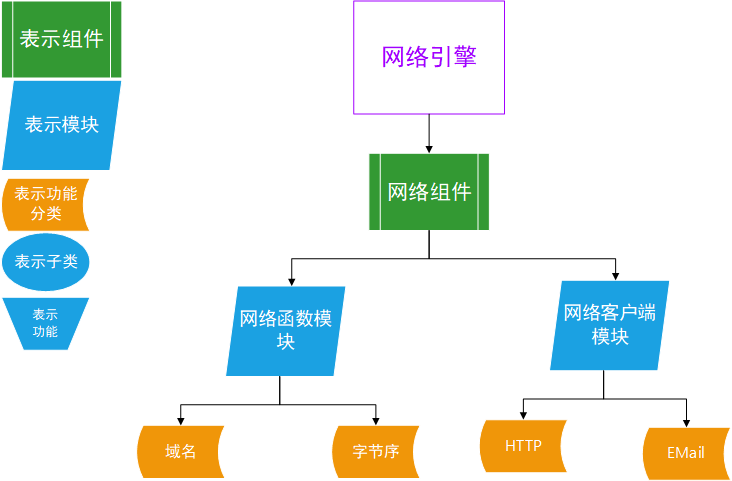 表示组件
表示模块
表示功能
分类
表示子类
表示
功能
网络引擎
网络组件
网络函数模
块
网络客户端
模块
域名
字节序
HTTP
EMail